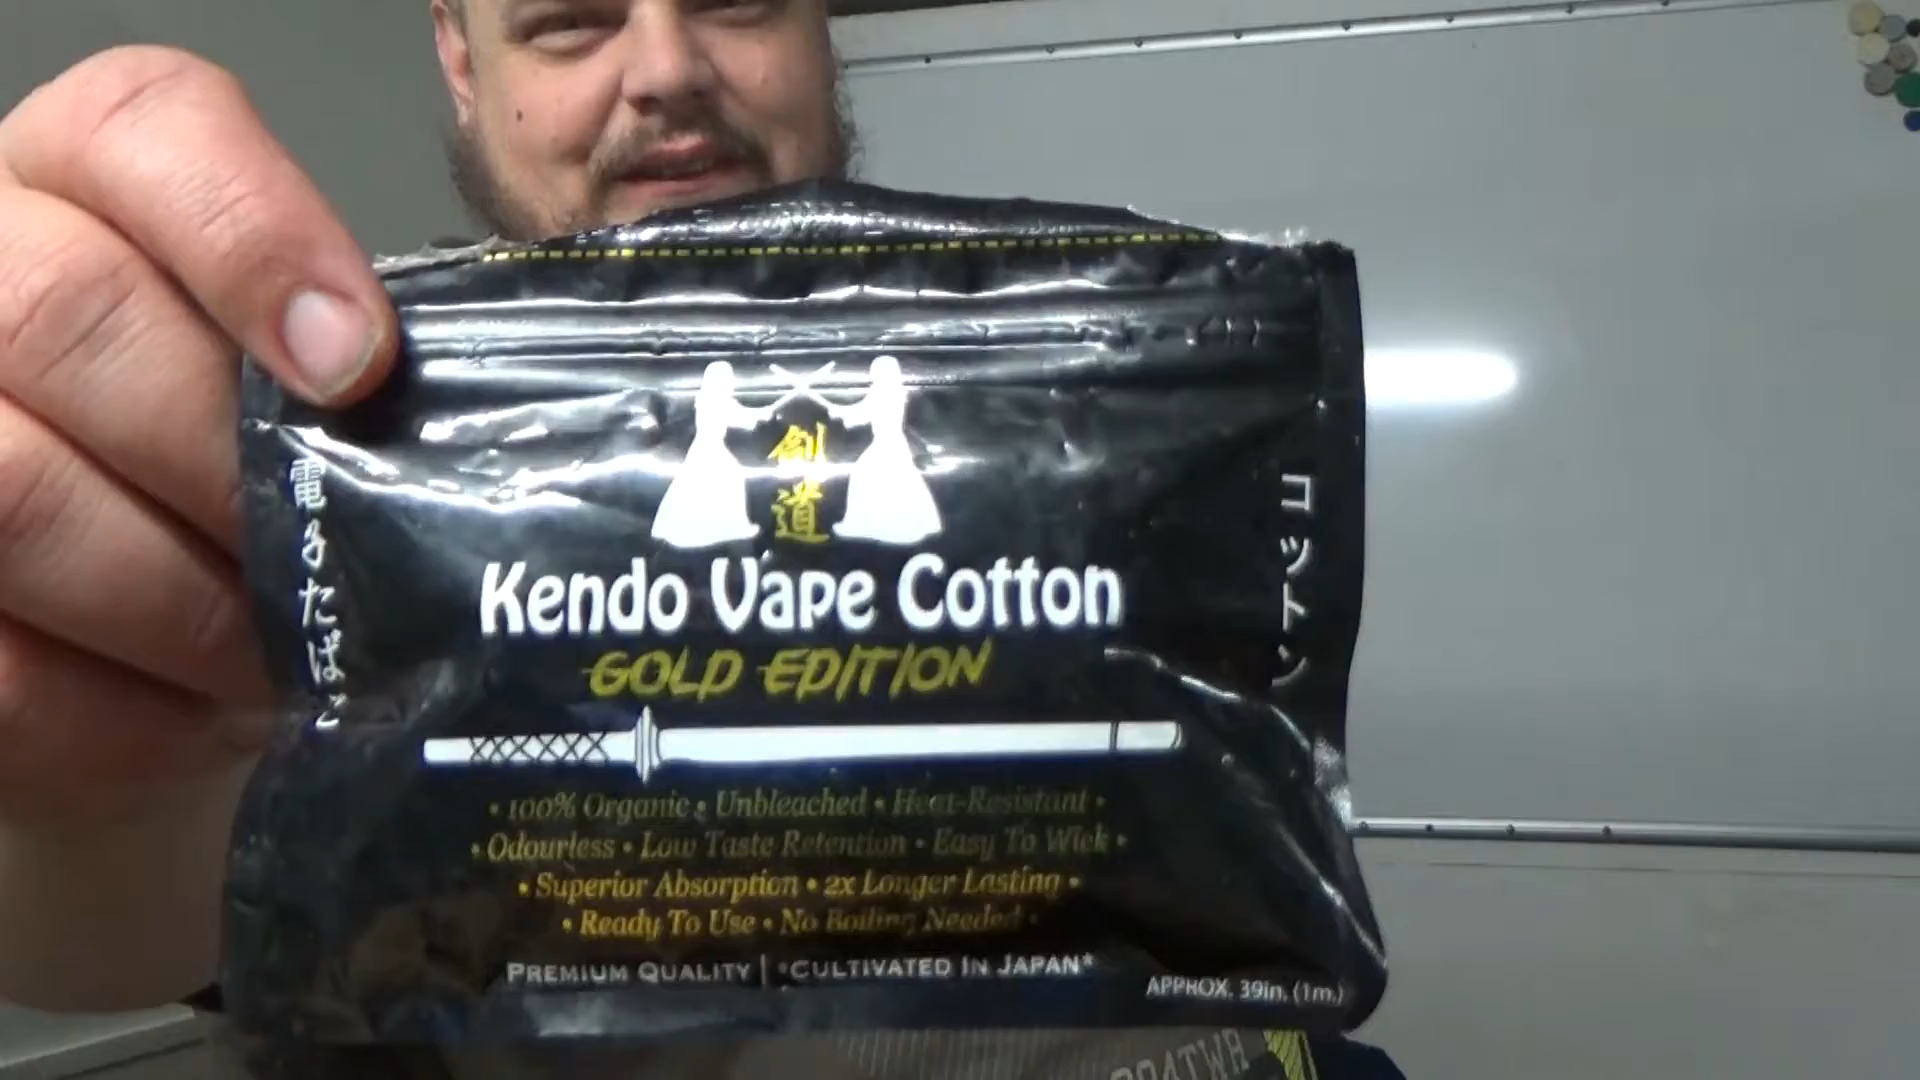 創
道
Kendo Vape Cotton
GOLD EDITION
電子たばこ
コットン
• 100% Organic • Unbleached • Heat-Resistant •
• Odourless • Low Taste Retention • Easy To Wick •
• Superior Absorption • 2x Longer Lasting •
• Ready To Use • No Boiling Needed •
PREMIUM QUALITY | *CULTIVATED IN JAPAN*
APPROX. 39in. (1m.)